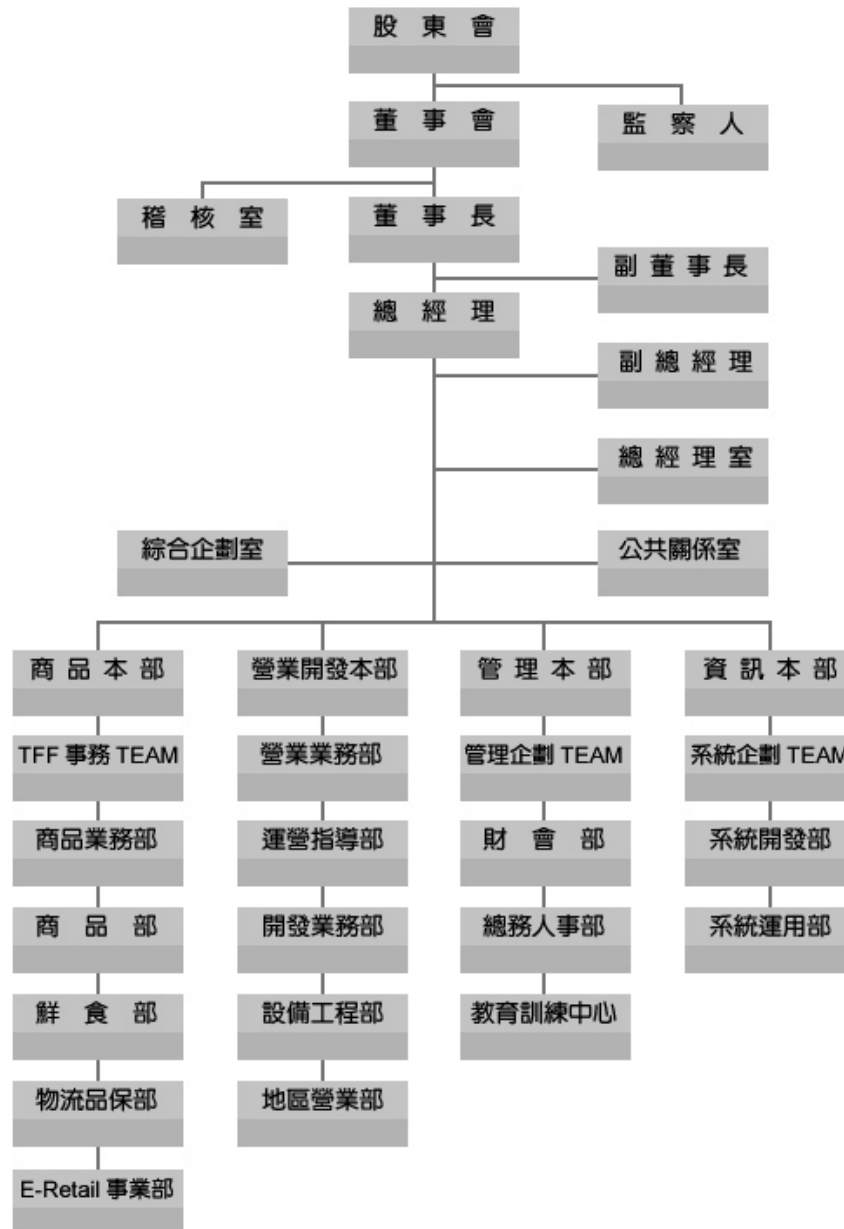 股東會
董事會
監察人
稽核室
董事長
副董事長
總經理
副總經理
總經理室
綜合企劃室
公共關係室
商品本部
營業開發本部
管理本部
資訊本部
TFF 事務 TEAM
營業業務部
管理企劃 TEAM
系統企劃 TEAM
商品業務部
運營指導部
財會部
系統開發部
商品部
開發業務部
總務人事部
系統運用部
鮮食部
設備工程部
教育訓練中心
物流品保部
地區營業部
E-Retail 事業部